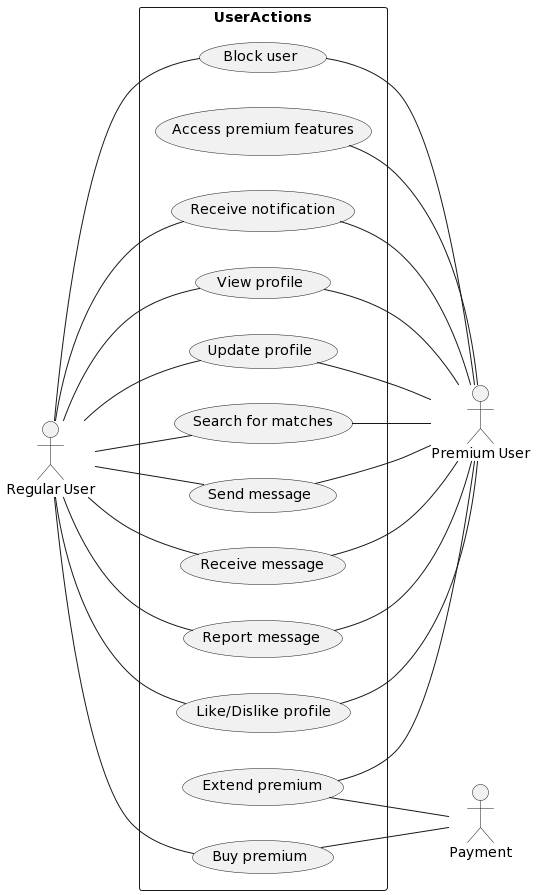 UserActions
Block user
Access premium features
Receive notification
View profile
Update profile
Search for matches
Send message
Receive message
Report message
Like/Dislike profile
Extend premium
Buy premium
Regular User
Premium User
Payment